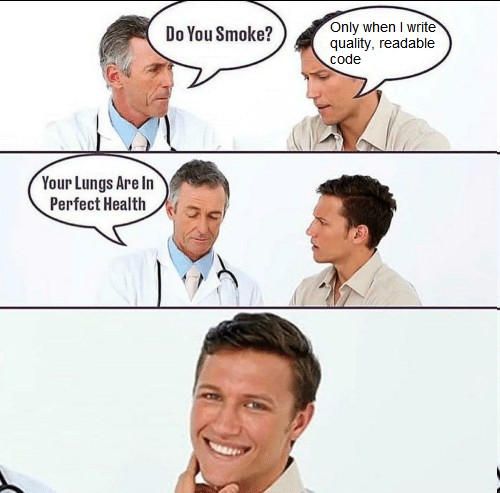 Do You Smoke?
Only when I write
quality, readable
code
Your Lungs Are In
Perfect Health